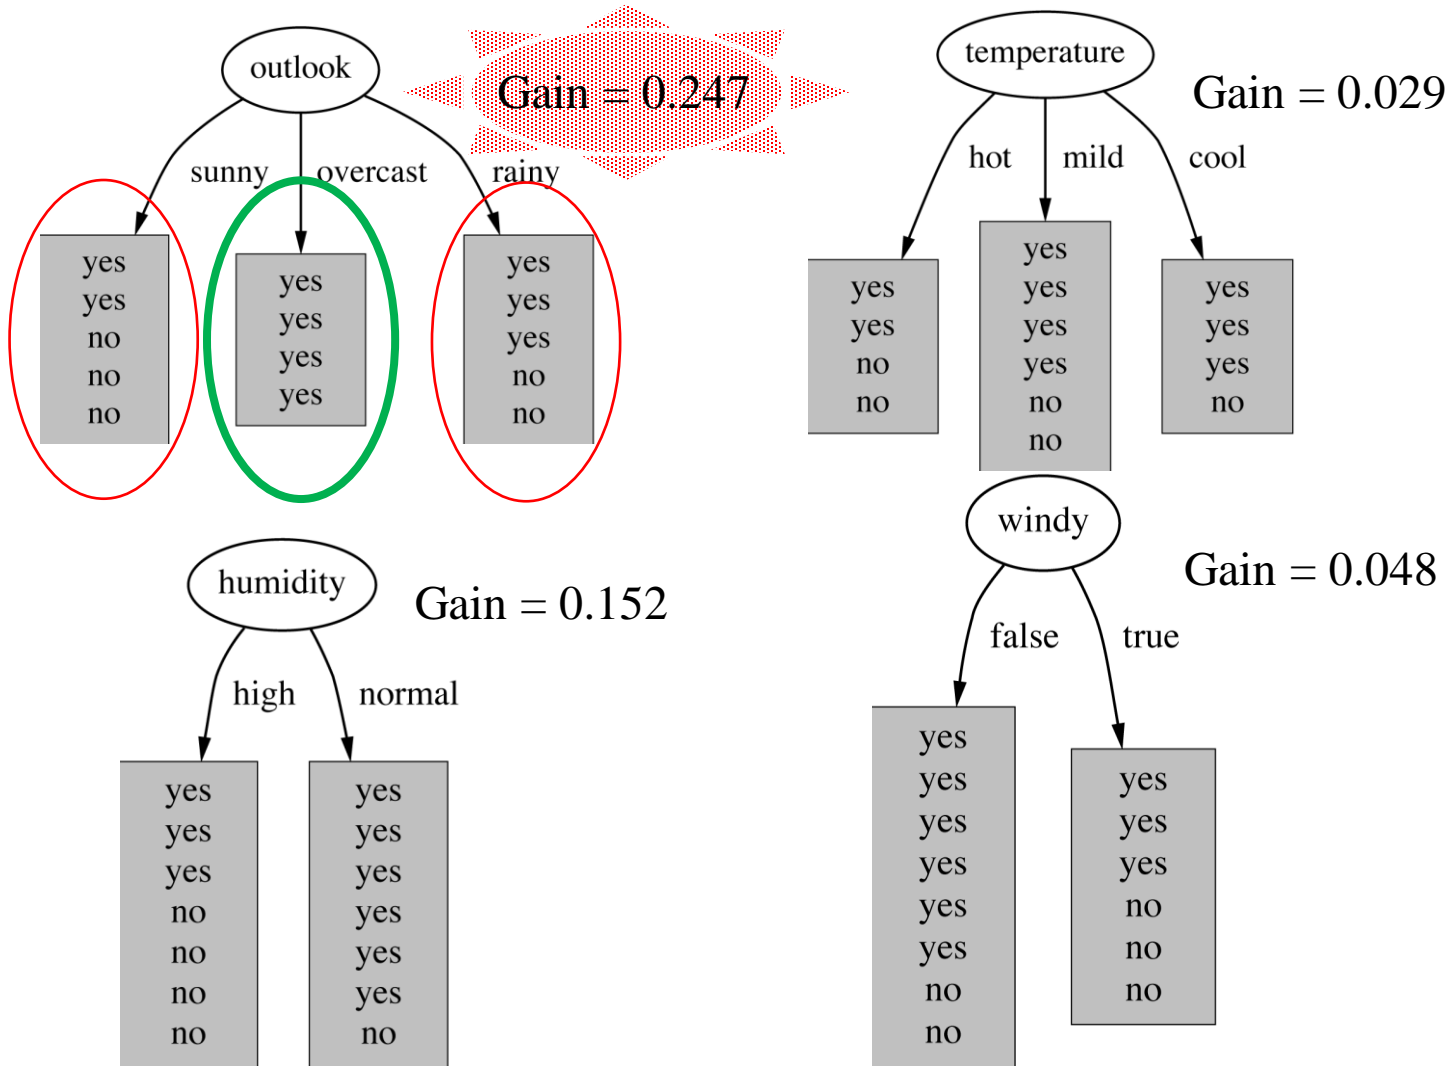 outlook
Gain = 0.247
sunny
overcast
rainy
yes
yes
no
no
no
yes
yes
yes
yes
yes
yes
yes
no
no
temperature
Gain = 0.029
hot
mild
cool
yes
yes
no
no
yes
yes
yes
yes
no
no
yes
yes
yes
no
humidity
Gain = 0.152
high
normal
yes
yes
yes
no
no
no
no
yes
yes
yes
yes
yes
yes
no
windy
Gain = 0.048
false
true
yes
yes
yes
yes
yes
yes
no
no
yes
yes
yes
no
no
no